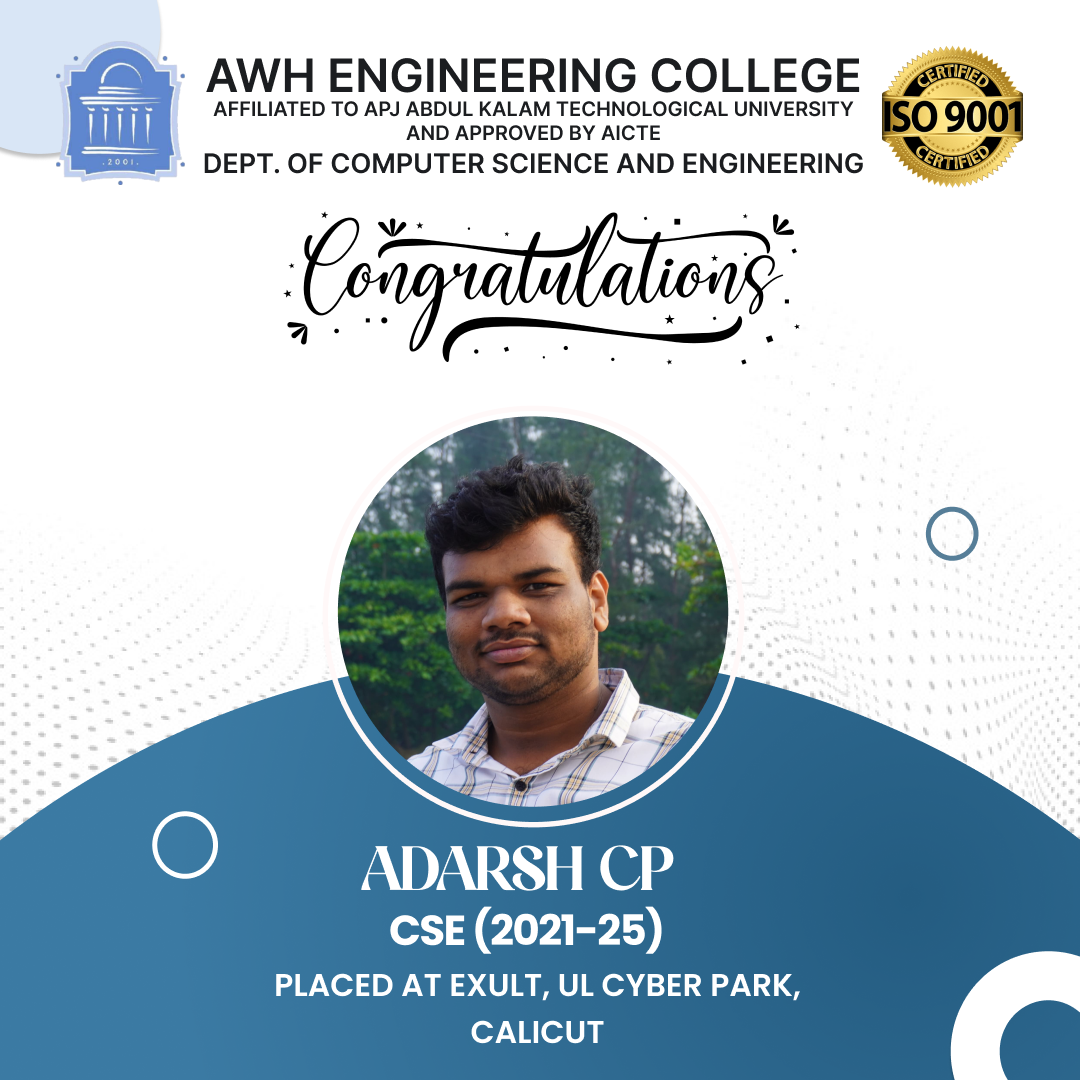 AWH ENGINEERING COLLEGE
AFFILIATED TO APJ ABDUL KALAM TECHNOLOGICAL UNIVERSITY
AND APPROVED BY AICTE
DEPT. OF COMPUTER SCIENCE AND ENGINEERING
.2001.
CERTIFIED
ISO 9001
CERTIFIED
Congratulations
ADARSH CP
CSE (2021-25)
PLACED AT EXULT, UL CYBER PARK,
CALICUT